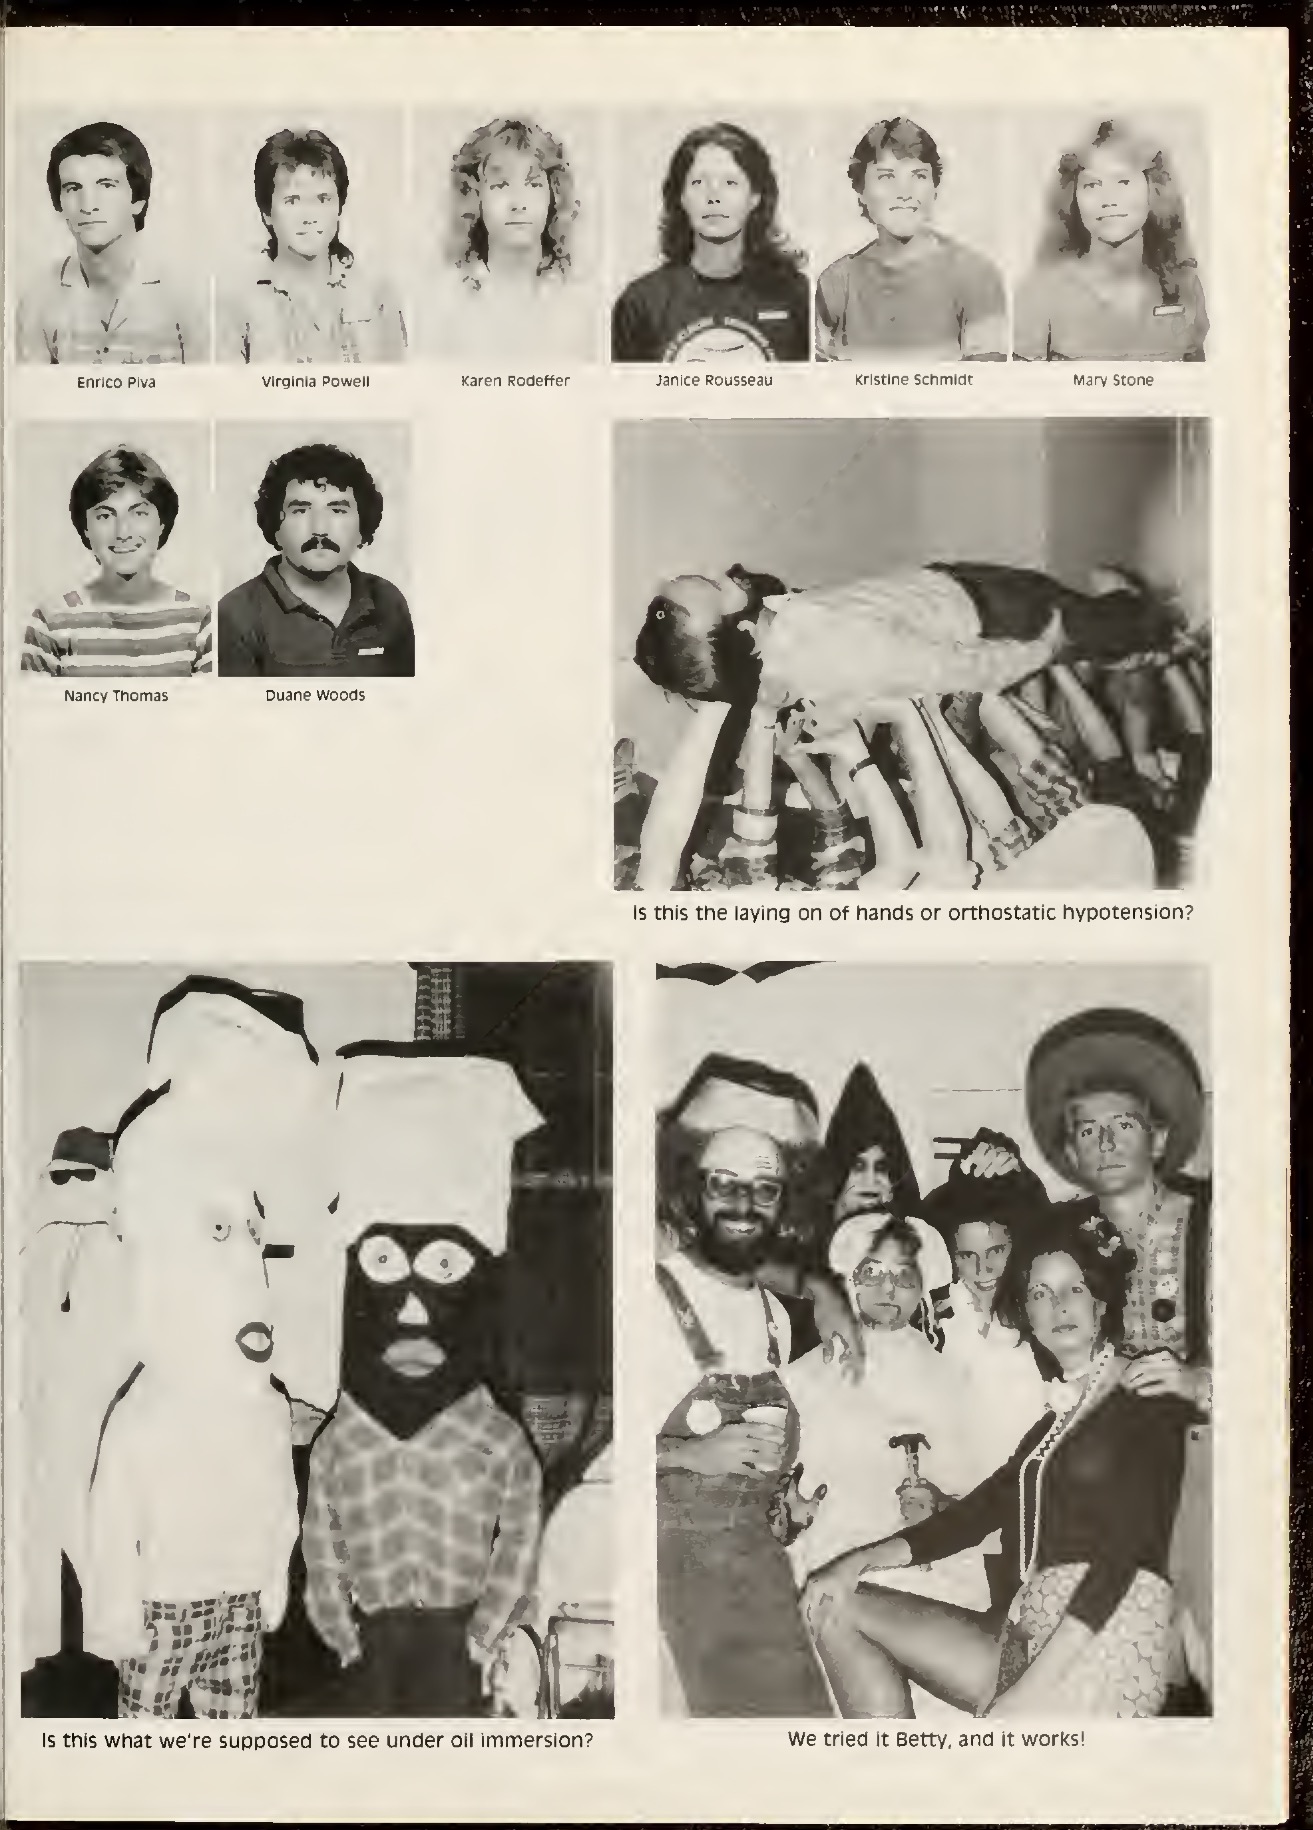 Enrico Piva
Virginia Powell
Karen Rodeffer
Janice Rousseau
Kristine Schmidt
Mary Stone
Nancy Thomas
Duane Woods
Is this the laying on of hands or orthostatic hypotension?
Is this what we're supposed to see under oil immersion?
We tried it Betty, and it works!